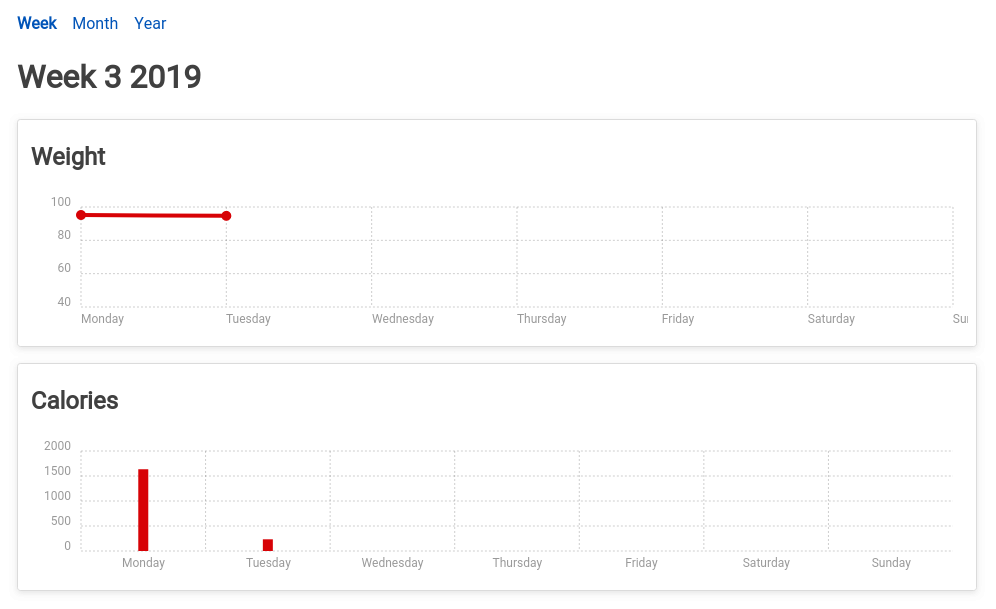 Week Month Year
Week 3 2019
Weight
100
80
60
40
Monday Tuesday Wednesday Thursday Friday Saturday Su
Calories
2000
1500
1000
500
0
Monday Tuesday Wednesday Thursday Friday Saturday Sunday